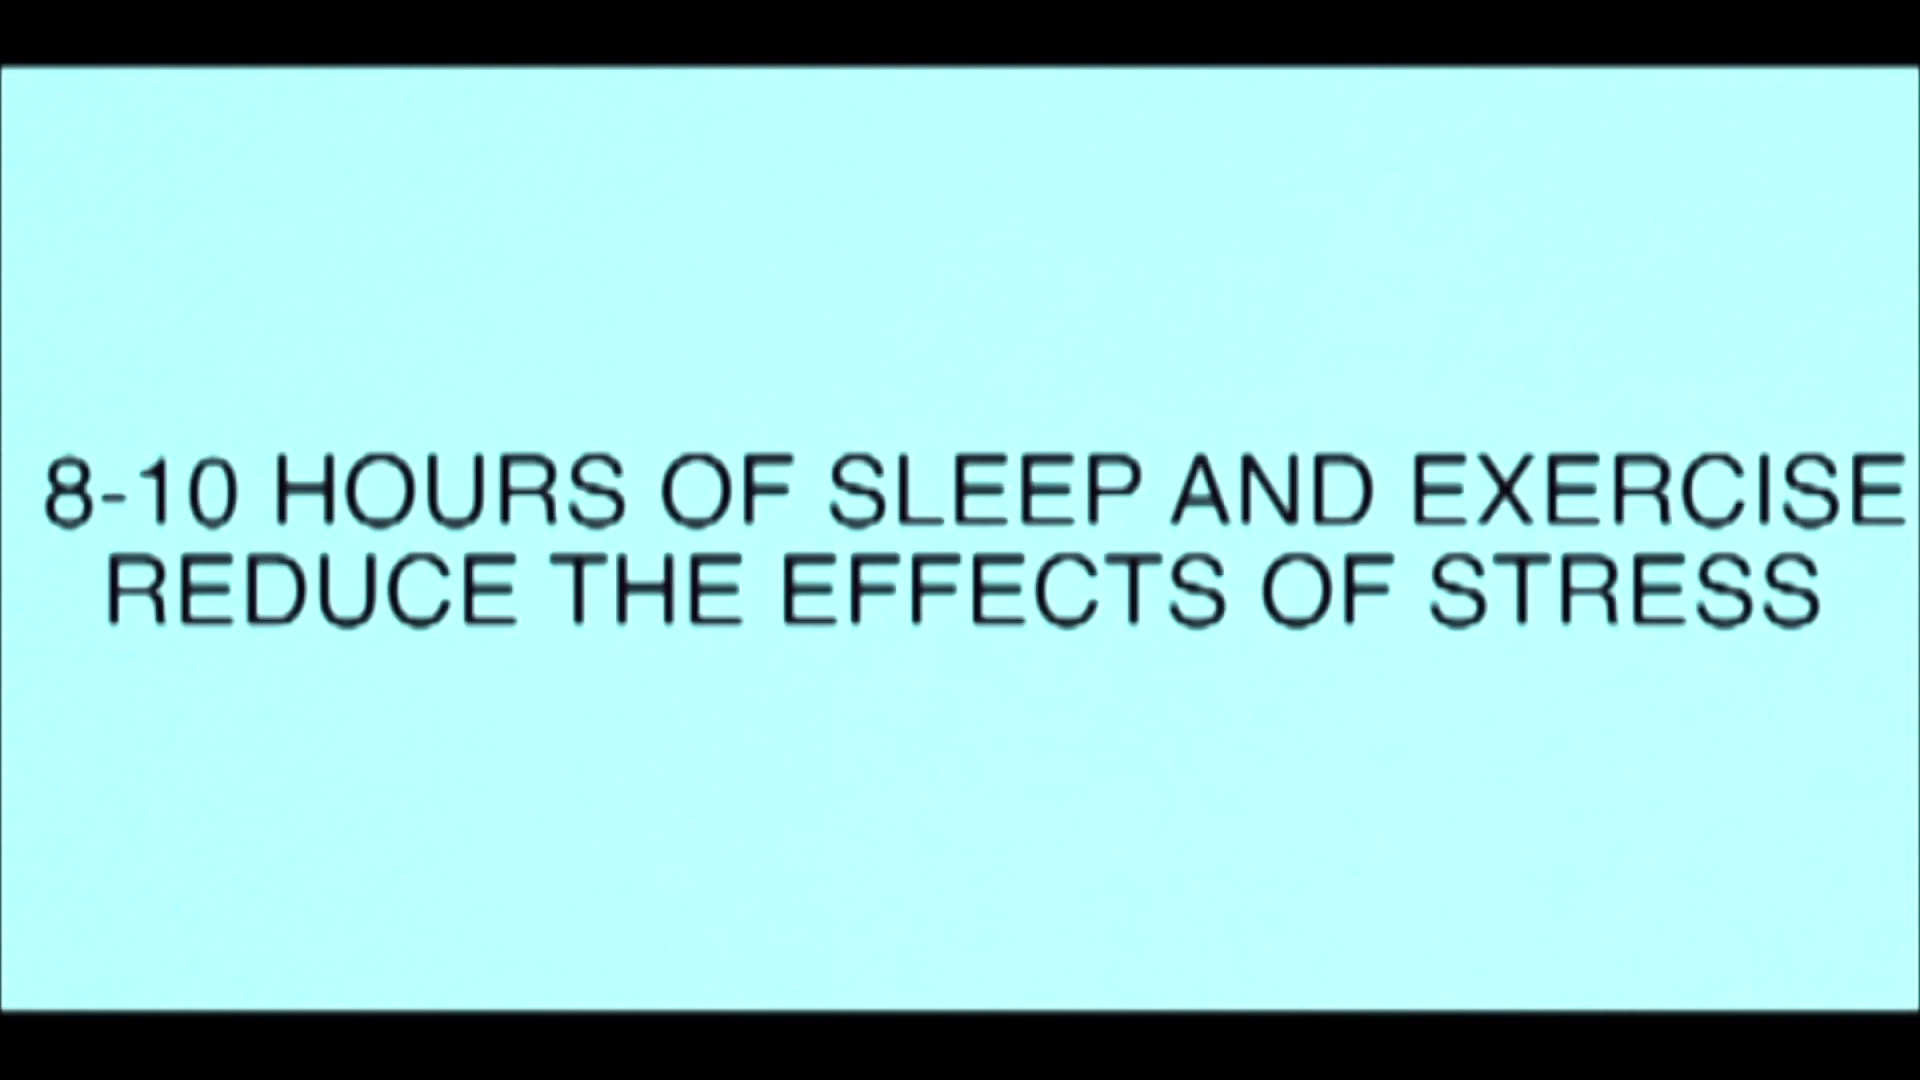 8-10 HOURS OF SLEEP AND EXERCISE
REDUCE THE EFFECTS OF STRESS